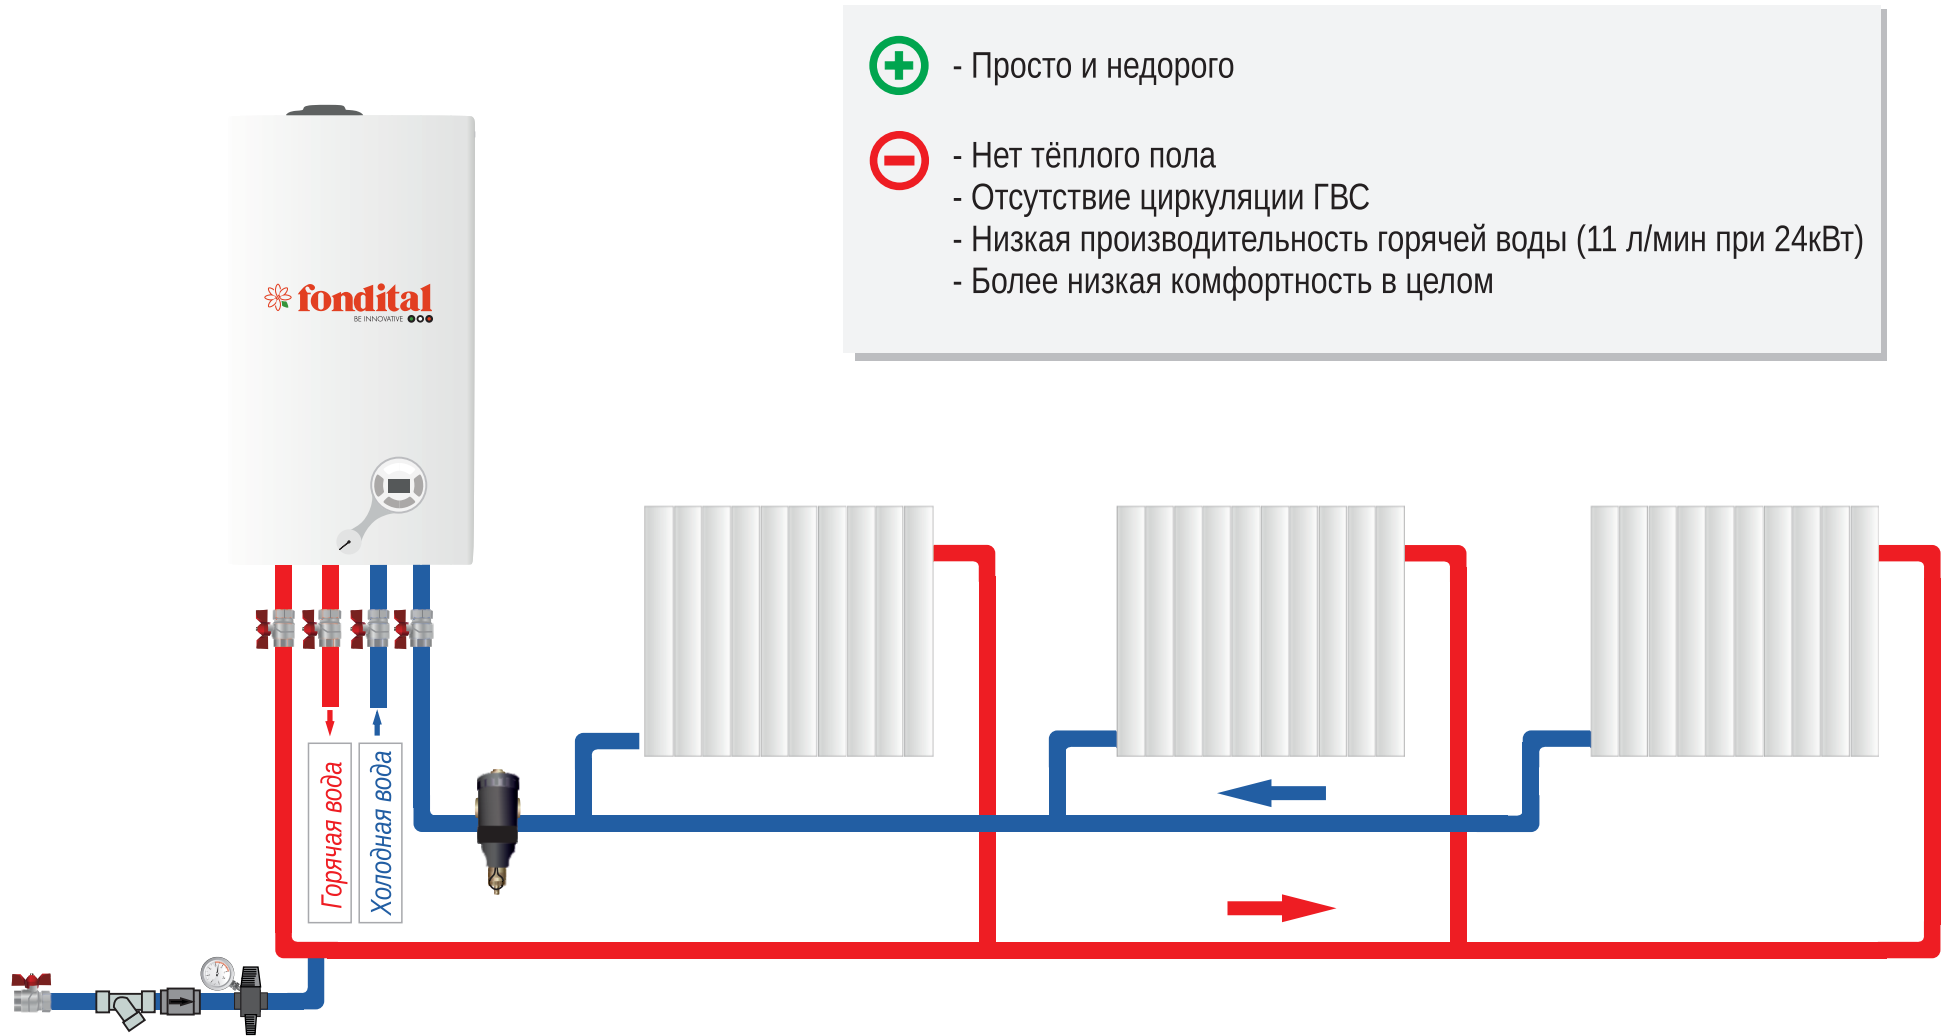 - Просто и недорого
- Нет тёплого пола
- Отсутствие циркуляции ГВС
- Низкая производительность горячей воды (11 л/мин при 24кВт)
- Более низкая комфортность в целом
fondital
BE INNOVATIVE
Горячая вода
Холодная вода